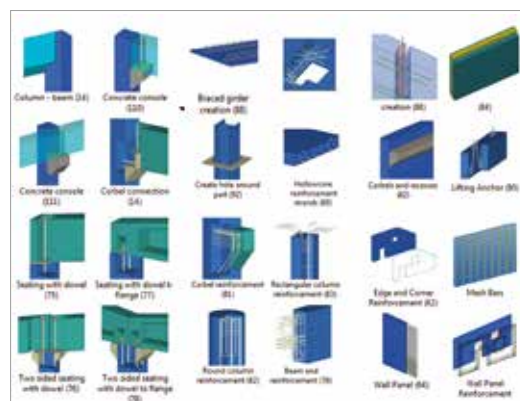 Column - beam (14)
Concrete console
(110)
Braced girder
creation (88)
creation (88)
(84)
Concrete console
(111)
Corbel connection
(14)
Create hole around
part (92)
Hollowcore
reinforcement
strands (60)
Corbels and recesses
(82)
Lifting Anchor (80)
Seating with dowel
(75)
Seating with dowel to
flange (77)
Corbel reinforcement
(81)
Rectangular column
reinforcement (83)
Edge and Corner
Reinforcement (62)
Mesh Bars
Two sided seating
with dowel (76)
Two sided seating
with dowel to flange
(78)
Round column
reinforcement (82)
Beam end
reinforcement (79)
Wall Panel (64)
Wall Panel
Reinforcement